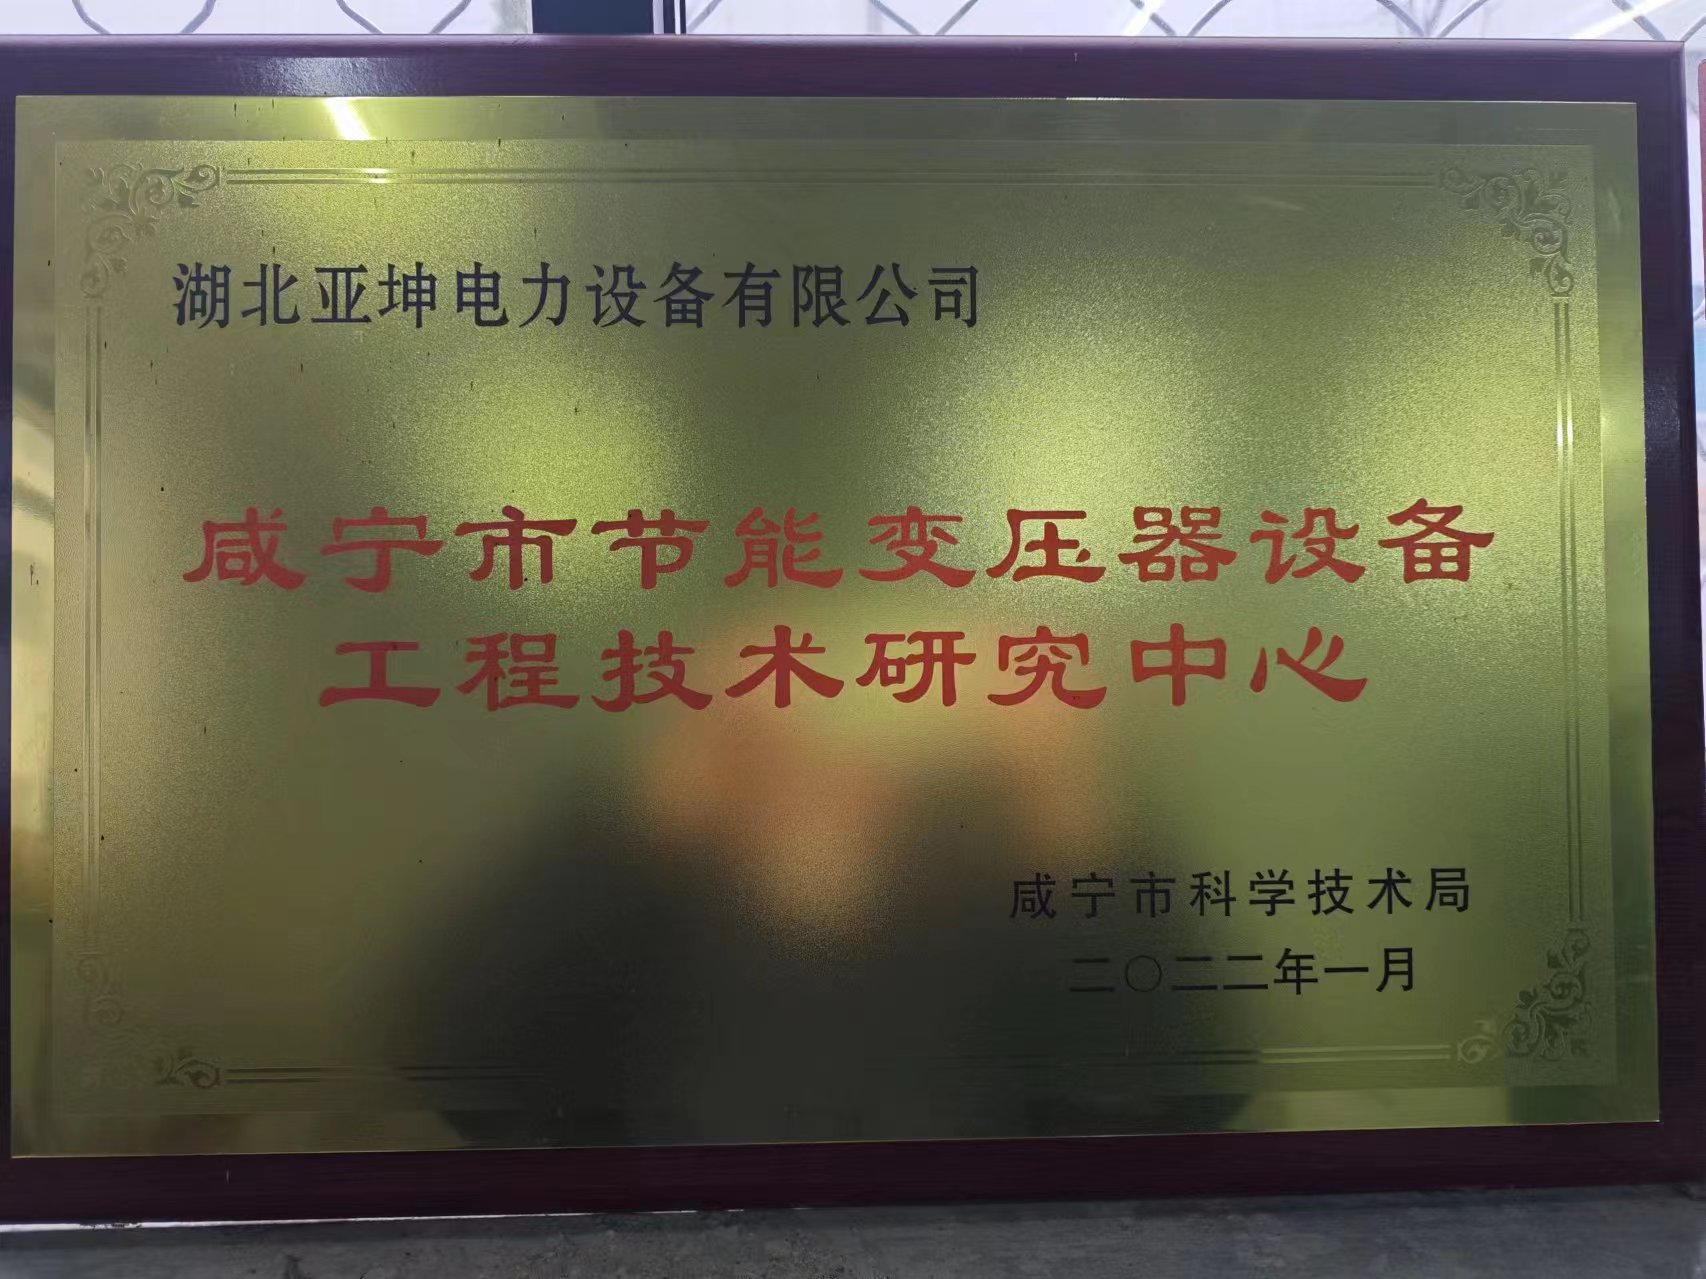 湖北亚坤电力设备有限公司
咸宁市节能变压器设备
工程技术研究中心
咸宁市科学技术局
二〇二二年一月